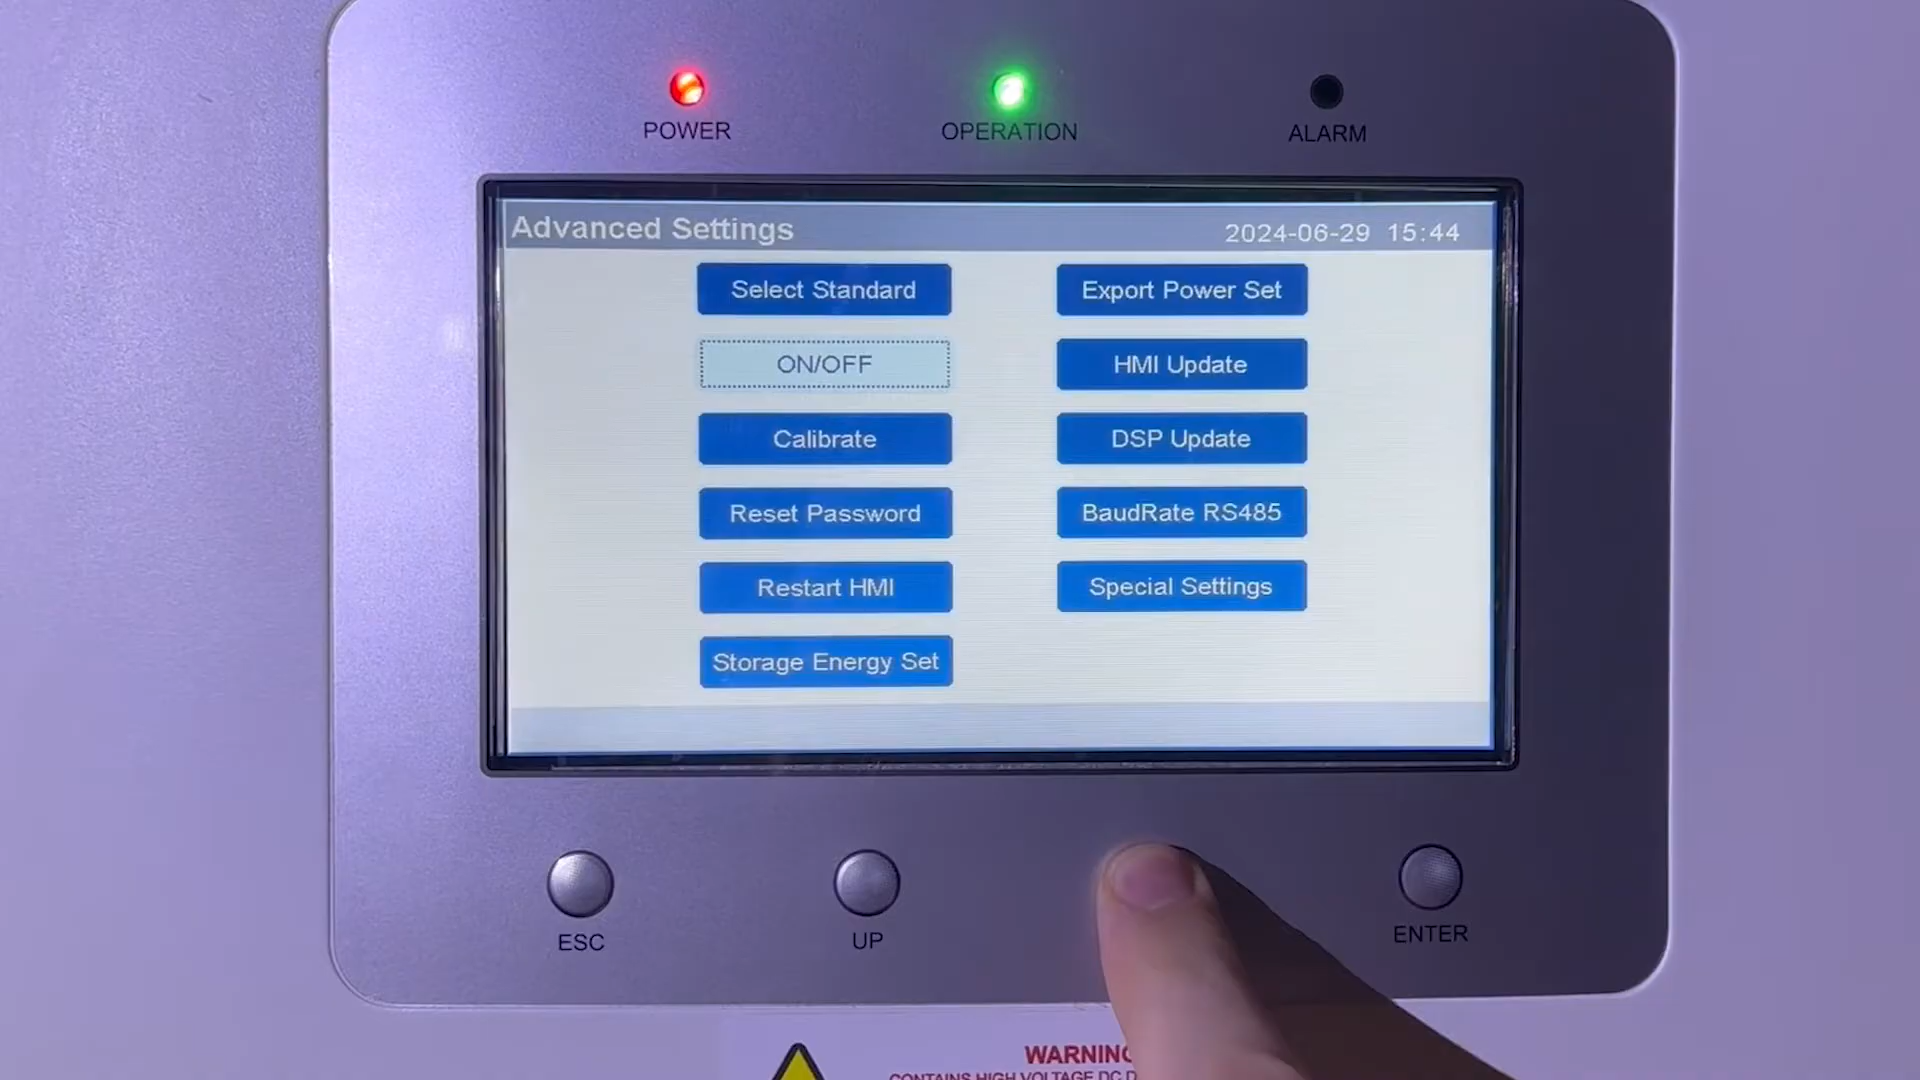 POWER
OPERATION
ALARM
Advanced Settings
2024-06-29 15:44
Select Standard
Export Power Set
ON/OFF
HMI Update
Calibrate
DSP Update
Reset Password
BaudRate RS485
Restart HMI
Special Settings
Storage Energy Set
ESC
UP
ENTER
WARNING
CONTAINS HIGH VOLTAGE DC